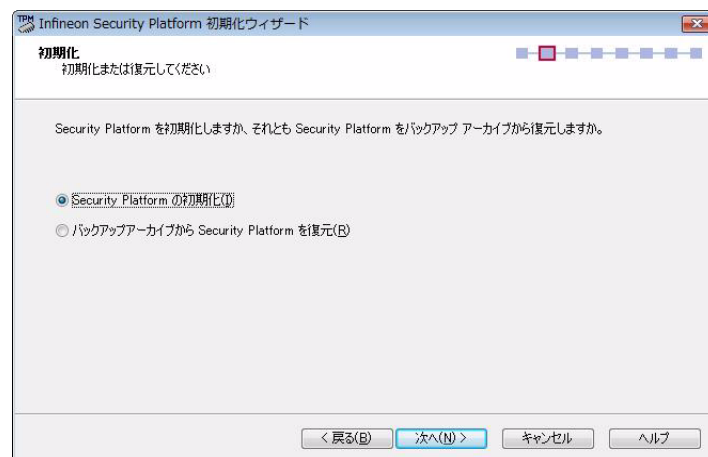 TPM Infineon Security Platform 初期化ウィザード
初期化
初期化または復元してください
Security Platform を初期化しますか、それとも Security Platform をバックアップ アーカイブから復元しますか。
Security Platform の初期化(I)
バックアップアーカイブから Security Platform を復元(R)
< 戻る(B) 次へ(N) > キャンセル ヘルプ